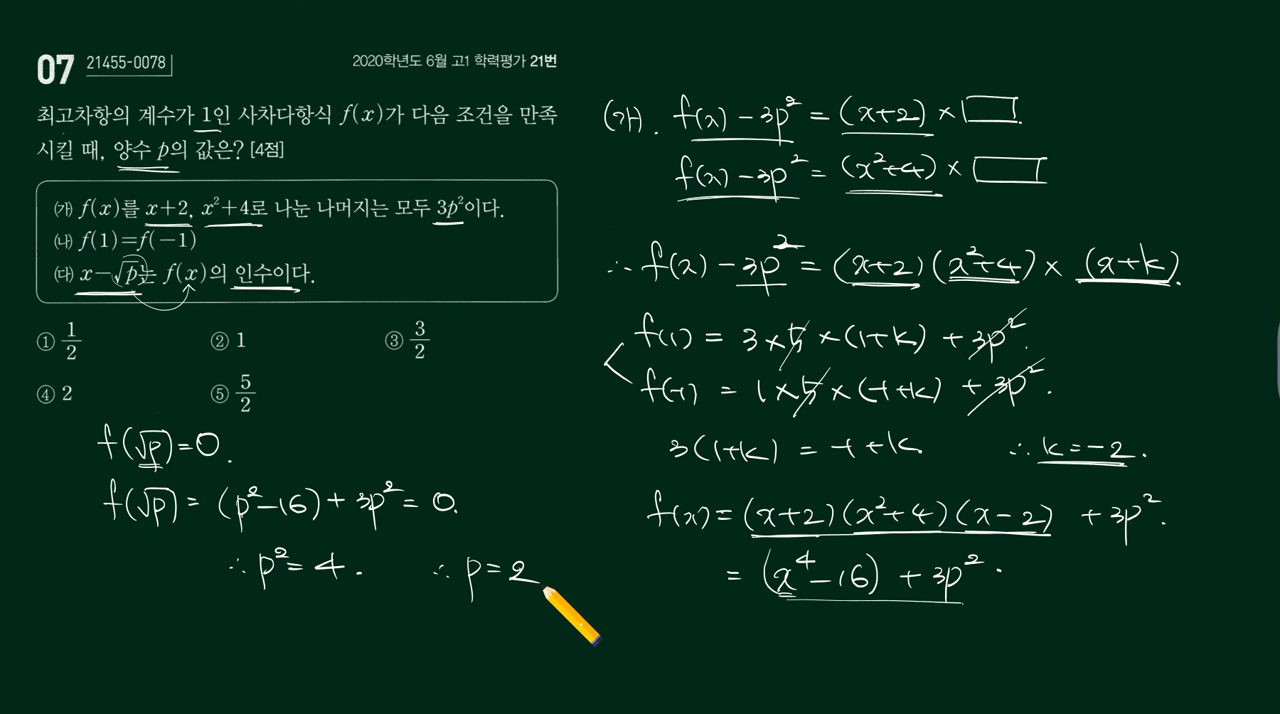 07 21455-0078 2020학년도 6월 고1 학력평가 21번
최고차항의 계수가 1인 사차다항식 f(x)가 다음 조건을 만족
시킬 때, 양수 p의 값은? [4점]
㈎ f(x)를 x+2, x²+4로 나눈 나머지는 모두 3p²이다.
㈏ f(1)=f(-1)
㈐ x-√p는 f(x)의 인수이다.
① 1/2 ② 1 ③ 3/2
④ 2 ⑤ 5/2
f(√p)=0.
f(√p) = (p²-16)+3p² = 0.
∴ p² = 4. ∴ p = 2
(가). f(x) - 3p² = (x+2) × □
f(x) - 3p² = (x²+4) × □
∴ f(x) - 3p² = (x+2)(x²+4) × (x+k).
f(1) = 3 × 5 × (1+k) + 3p².
f(-1) = 1 × 5 × (-1+k) + 3p².
3(1+k) = -1+k. ∴ k = -2.
f(x) = (x+2)(x²+4)(x-2) + 3p².
= (x⁴-16) + 3p².